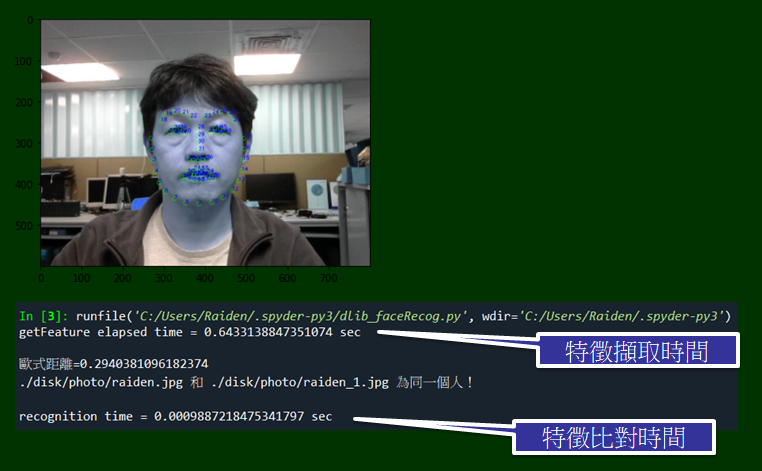 0
100
200
300
400
500
0 100 200 300 400 500 600 700
In [3]: runfile('C:/Users/Raiden/.spyder-py3/dlib_faceRecog.py', wdir='C:/Users/Raiden/.spyder-py3')
getFeature elapsed time = 0.6433138847351074 sec
特徵擷取時間
歐式距離=0.2940381096182374
./disk/photo/raiden.jpg 和 ./disk/photo/raiden_1.jpg 為同一個人！
recognition time = 0.0009887218475341797 sec
特徵比對時間